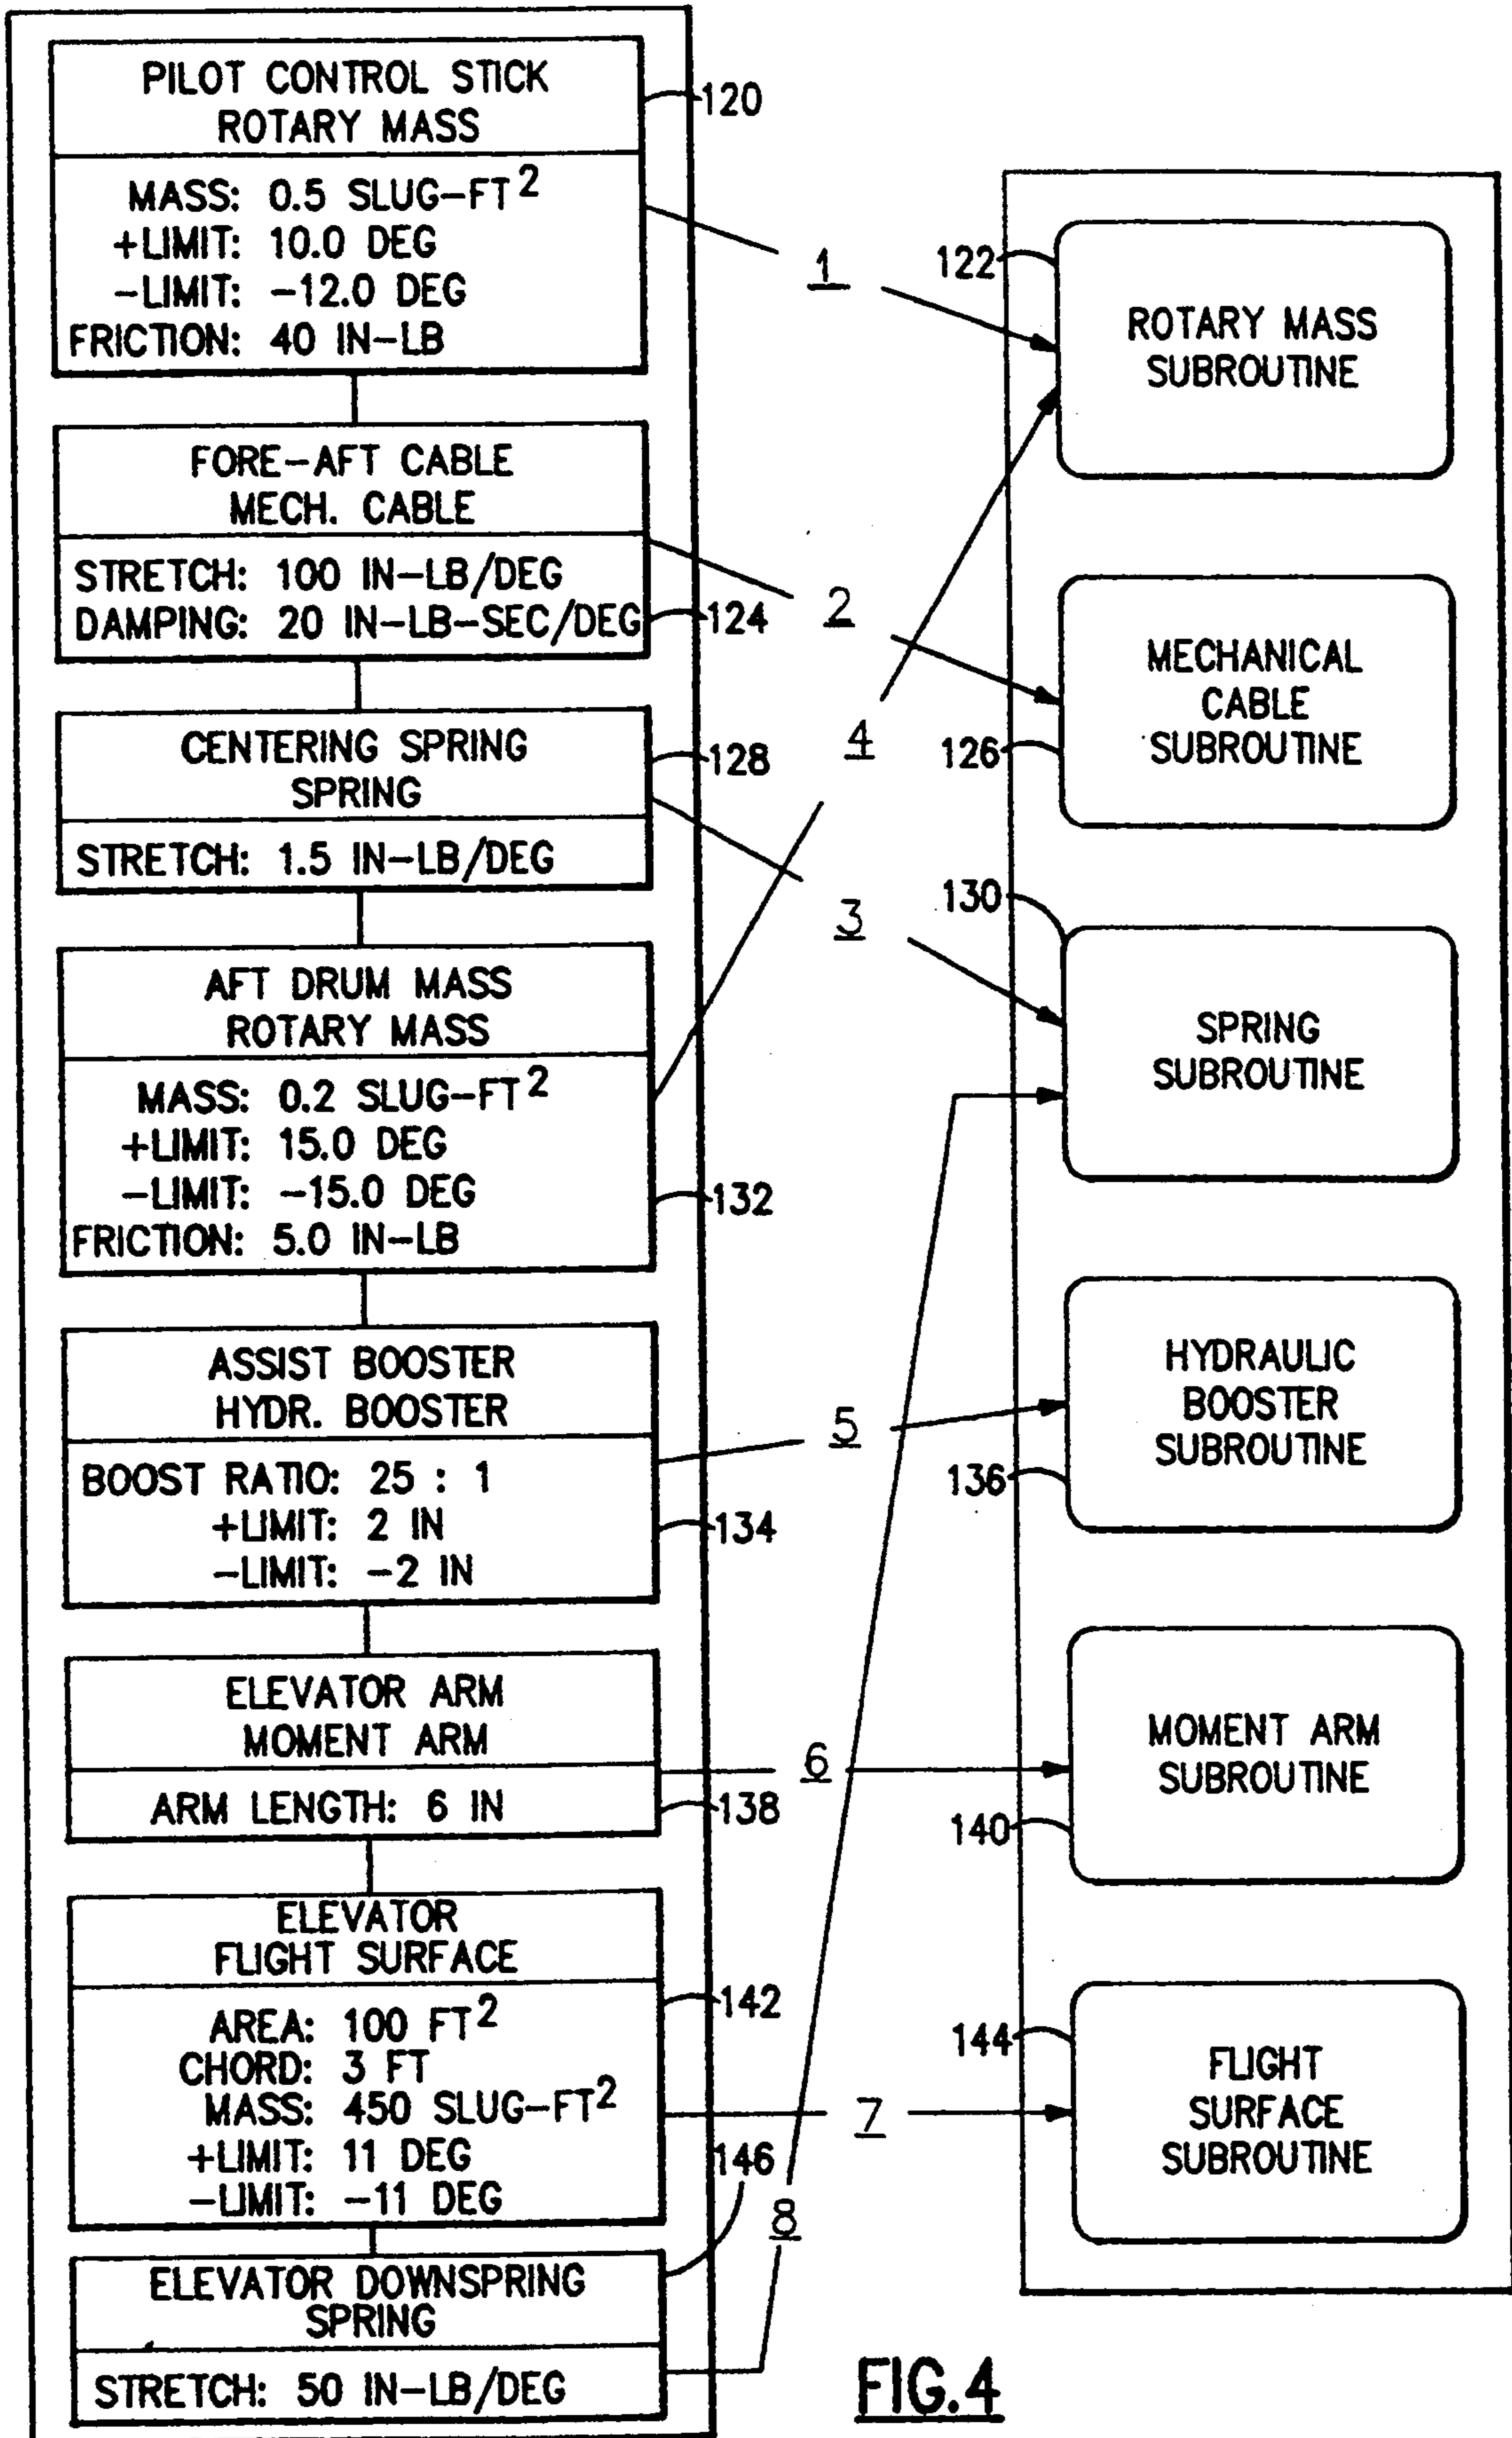 PILOT CONTROL STICK
ROTARY MASS
120
MASS: 0.5 SLUG-FT²
+LIMIT: 10.0 DEG
-LIMIT: -12.0 DEG
FRICTION: 40 IN-LB
FORE-AFT CABLE
MECH. CABLE
STRETCH: 100 IN-LB/DEG
DAMPING: 20 IN-LB-SEC/DEG
124
CENTERING SPRING
SPRING
128
STRETCH: 1.5 IN-LB/DEG
AFT DRUM MASS
ROTARY MASS
MASS: 0.2 SLUG-FT²
+LIMIT: 15.0 DEG
-LIMIT: -15.0 DEG
132
FRICTION: 5.0 IN-LB
ASSIST BOOSTER
HYDR. BOOSTER
BOOST RATIO: 25 : 1
+LIMIT: 2 IN
134
-LIMIT: -2 IN
ELEVATOR ARM
MOMENT ARM
ARM LENGTH: 6 IN
138
ELEVATOR
FLIGHT SURFACE
142
AREA: 100 FT²
CHORD: 3 FT
MASS: 450 SLUG-FT²
+LIMIT: 11 DEG
-LIMIT: -11 DEG
146
ELEVATOR DOWNSPRING
SPRING
STRETCH: 50 IN-LB/DEG
1
2
4
3
5
6
7
8
122
ROTARY MASS
SUBROUTINE
MECHANICAL
CABLE
SUBROUTINE
126
130
SPRING
SUBROUTINE
HYDRAULIC
BOOSTER
SUBROUTINE
136
MOMENT ARM
SUBROUTINE
140
144
FLIGHT
SURFACE
SUBROUTINE
FIG.4